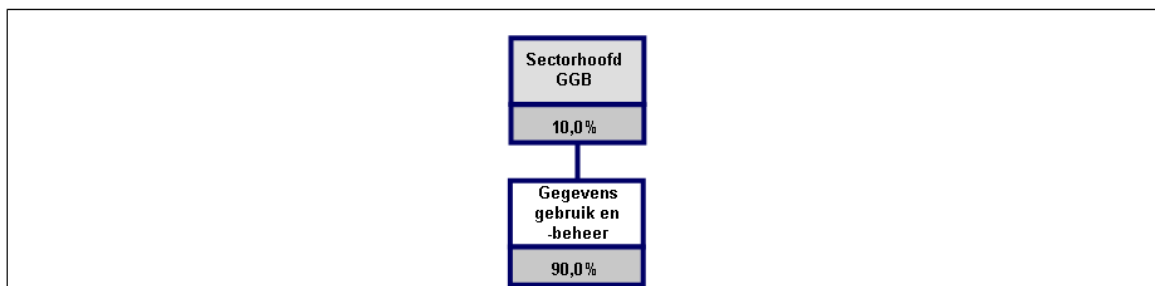 Sectorhoofd
GGB
10,0%
Gegevens
gebruik en
-beheer
90,0%